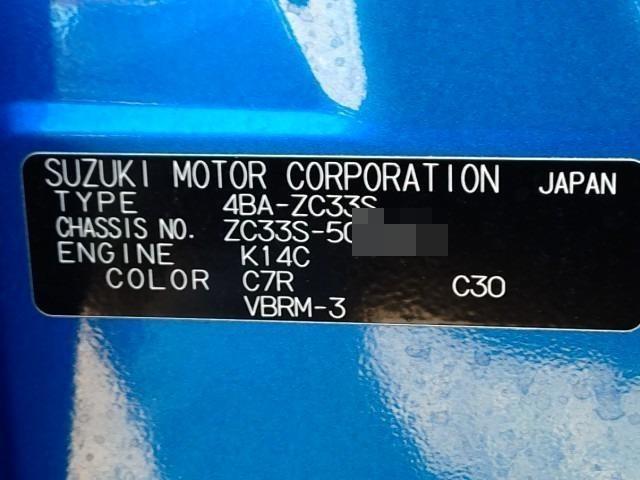 SUZUKI MOTOR CORPORATION JAPAN
TYPE 4BA-ZC33S
CHASSIS NO. ZC33S-50
ENGINE K14C
COLOR C7R C30
VBRM-3